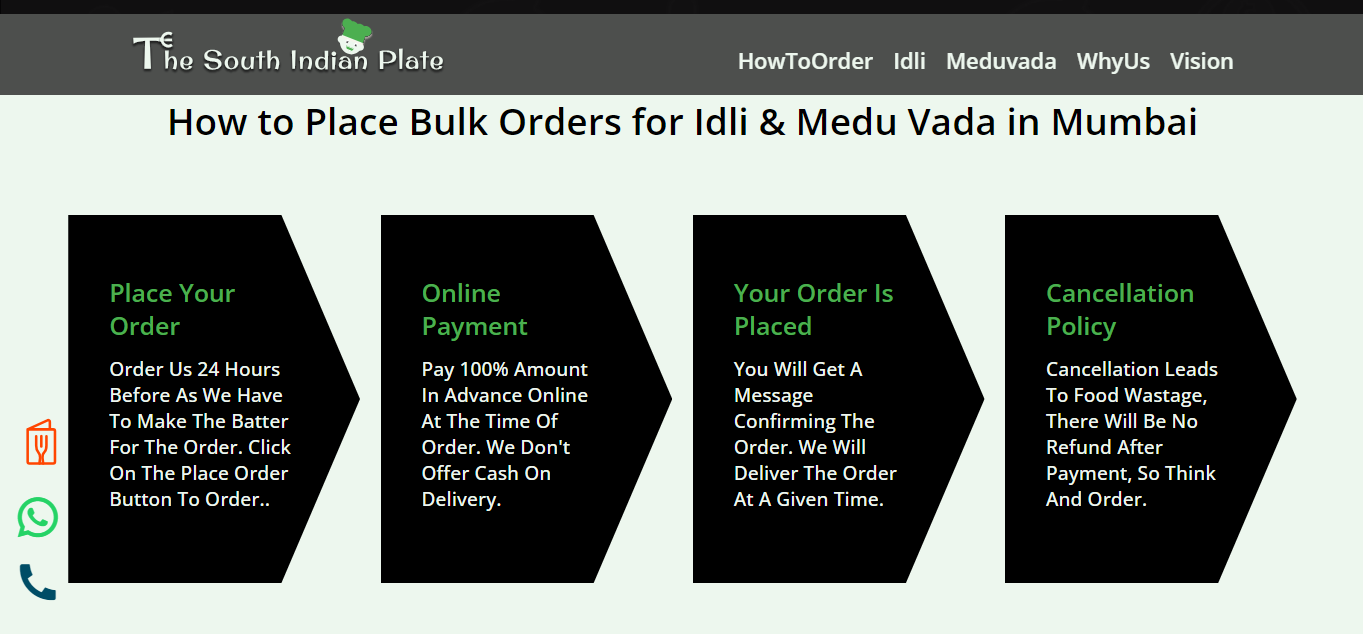 The South Indian Plate
HowToOrder Idli Meduvada WhyUs Vision
How to Place Bulk Orders for Idli & Medu Vada in Mumbai
Place Your
Order
Order Us 24 Hours
Before As We Have
To Make The Batter
For The Order. Click
On The Place Order
Button To Order..
Online
Payment
Pay 100% Amount
In Advance Online
At The Time Of
Order. We Don't
Offer Cash On
Delivery.
Your Order Is
Placed
You Will Get A
Message
Confirming The
Order. We Will
Deliver The Order
At A Given Time.
Cancellation
Policy
Cancellation Leads
To Food Wastage,
There Will Be No
Refund After
Payment, So Think
And Order.